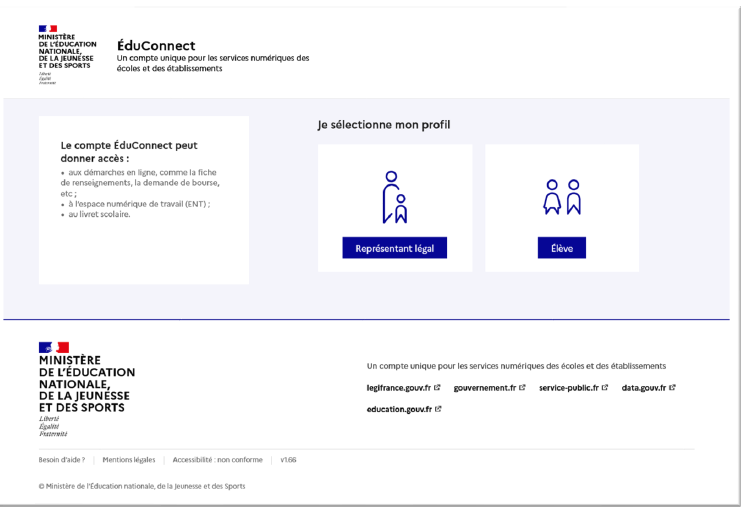 MINISTÈRE
DE L'ÉDUCATION
NATIONALE,
DE LA JEUNESSE
ET DES SPORTS
Liberté
Égalité
Fraternité
ÉduConnect
Un compte unique pour les services numériques des
écoles et des établissements
Le compte ÉduConnect peut
donner accès :
• aux démarches en ligne, comme la fiche
de renseignements, la demande de bourse,
etc ;
• à l'espace numérique de travail (ENT) ;
• au livret scolaire.
Je sélectionne mon profil
Représentant légal
Élève
MINISTÈRE
DE L'ÉDUCATION
NATIONALE,
DE LA JEUNESSE
ET DES SPORTS
Liberté
Égalité
Fraternité
Un compte unique pour les services numériques des écoles et des établissements
legifrance.gouv.fr gouvernement.fr service-public.fr data.gouv.fr
education.gouv.fr
Besoin d'aide ? | Mentions légales | Accessibilité : non conforme | v1.66
© Ministère de l'Éducation nationale, de la Jeunesse et des Sports